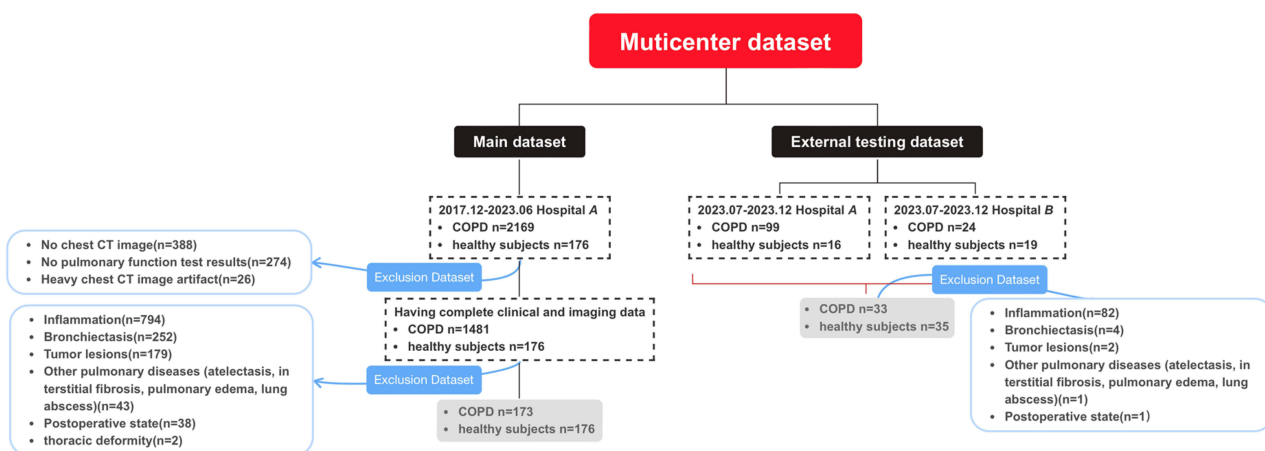 Muticenter dataset
Main dataset
External testing dataset
2017.12-2023.06 Hospital A
• COPD n=2169
• healthy subjects n=176
2023.07-2023.12 Hospital A
• COPD n=99
• healthy subjects n=16
2023.07-2023.12 Hospital B
• COPD n=24
• healthy subjects n=19
• No chest CT image(n=388)
• No pulmonary function test results(n=274)
• Heavy chest CT image artifact(n=26)
Exclusion Dataset
Having complete clinical and imaging data
• COPD n=1481
• healthy subjects n=176
• Inflammation(n=794)
• Bronchiectasis(n=252)
• Tumor lesions(n=179)
• Other pulmonary diseases (atelectasis, in
terstitial fibrosis, pulmonary edema, lung
abscess)(n=43)
• Postoperative state(n=38)
• thoracic deformity(n=2)
Exclusion Dataset
• COPD n=173
• healthy subjects n=176
Exclusion Dataset
• COPD n=33
• healthy subjects n=35
• Inflammation(n=82)
• Bronchiectasis(n=4)
• Tumor lesions(n=2)
• Other pulmonary diseases (atelectasis, in
terstitial fibrosis, pulmonary edema, lung
abscess)(n=1)
• Postoperative state(n=1)